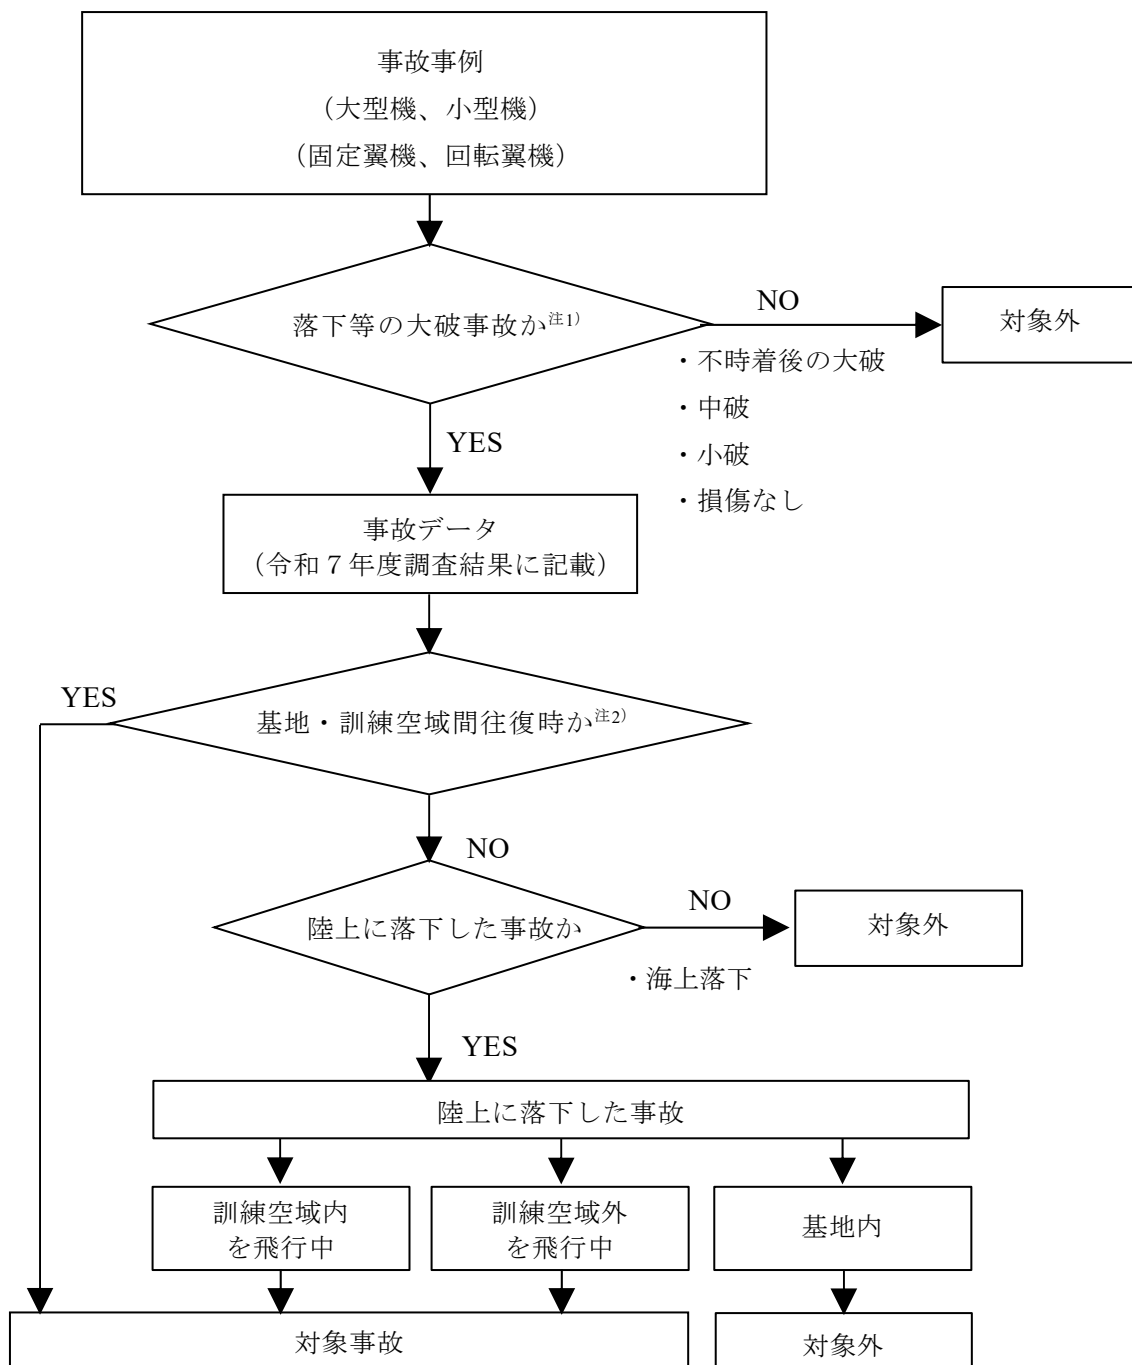 事故事例
（大型機、小型機）
（固定翼機、回転翼機）
落下等の大破事故か注1）
NO
対象外
・不時着後の大破
・中破
・小破
・損傷なし
YES
事故データ
（令和７年度調査結果に記載）
YES
基地・訓練空域間往復時か注2）
NO
陸上に落下した事故か
NO
対象外
・海上落下
YES
陸上に落下した事故
訓練空域内
を飛行中
訓練空域外
を飛行中
基地内
対象事故
対象外